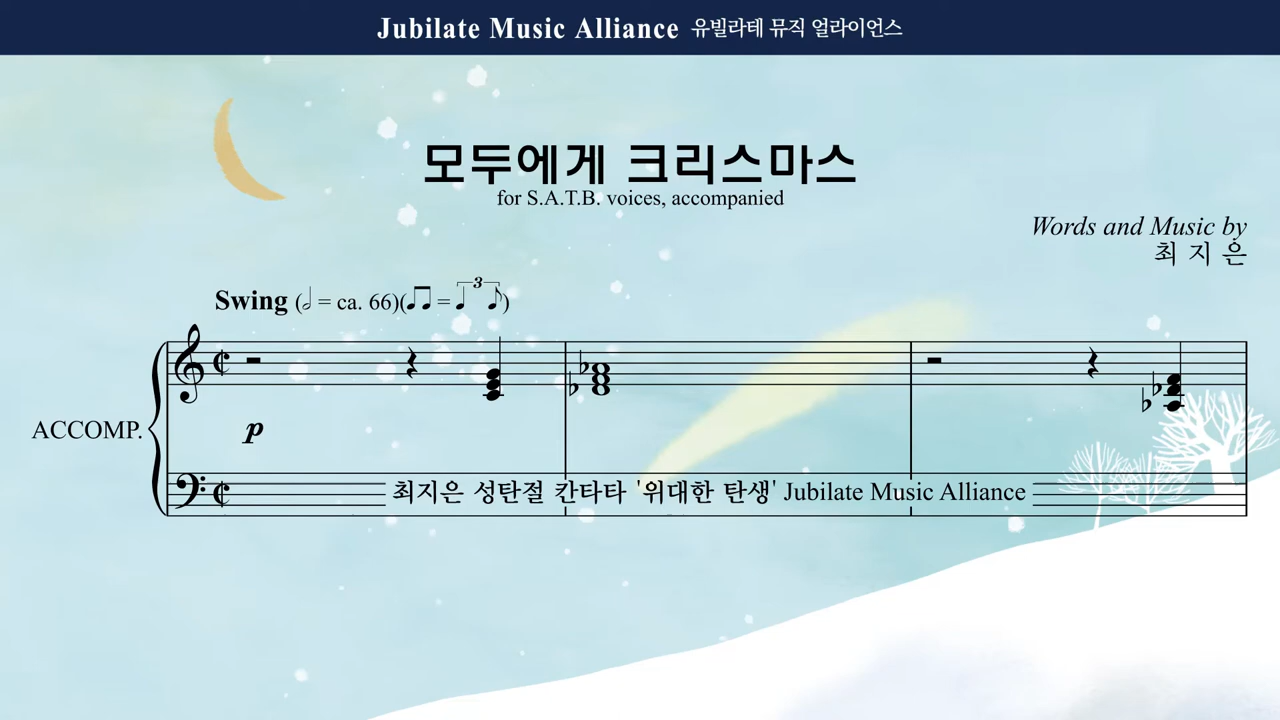 Jubilate Music Alliance 유빌라테 뮤직 얼라이언스
모두에게 크리스마스
for S.A.T.B. voices, accompanied
Words and Music by
최 지 은
Swing (𝅗𝅥 = ca. 66)(♫ = 3 ♩ ♪)
ACCOMP.
p
최지은 성탄절 칸타타 '위대한 탄생' Jubilate Music Alliance